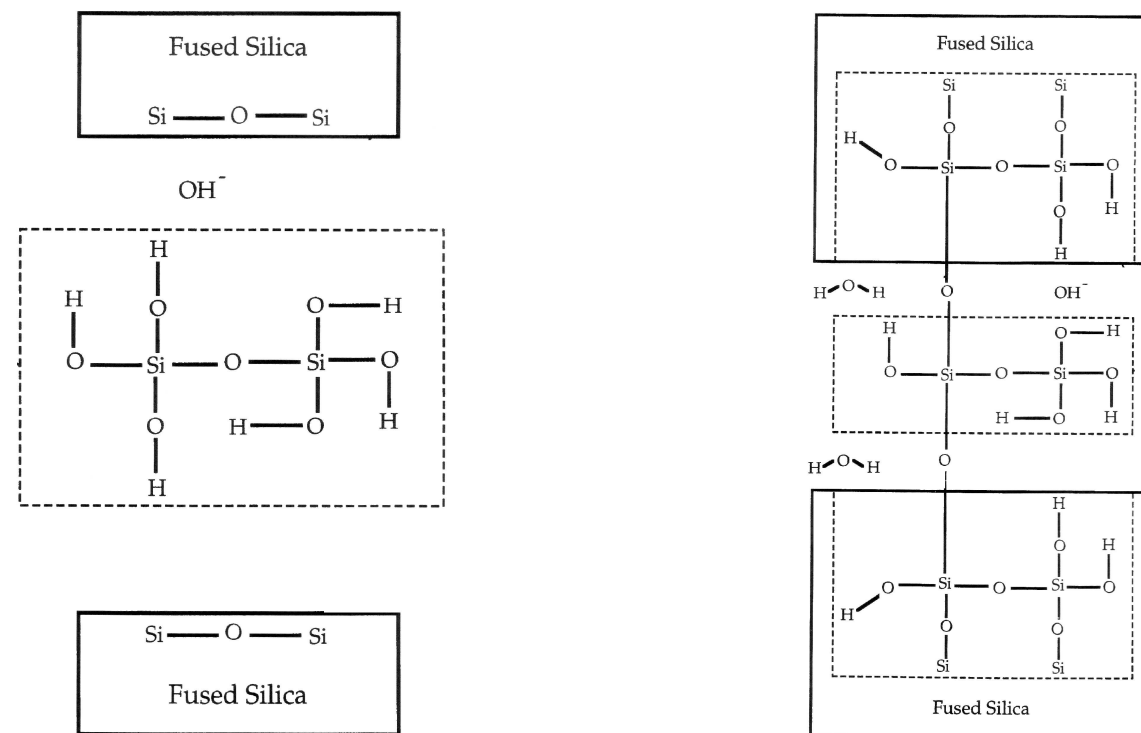 Fused Silica
Si O Si
OH⁻
H
H O O H
O Si O Si O
O H O H
H
Si O Si
Fused Silica
Fused Silica
Si Si
O O
H
O Si O Si O
O H
H
H O H O OH⁻
H O H
O Si O Si O
H O H
H O H O
H
O H
O Si O Si O
H
O O
Si Si
Fused Silica